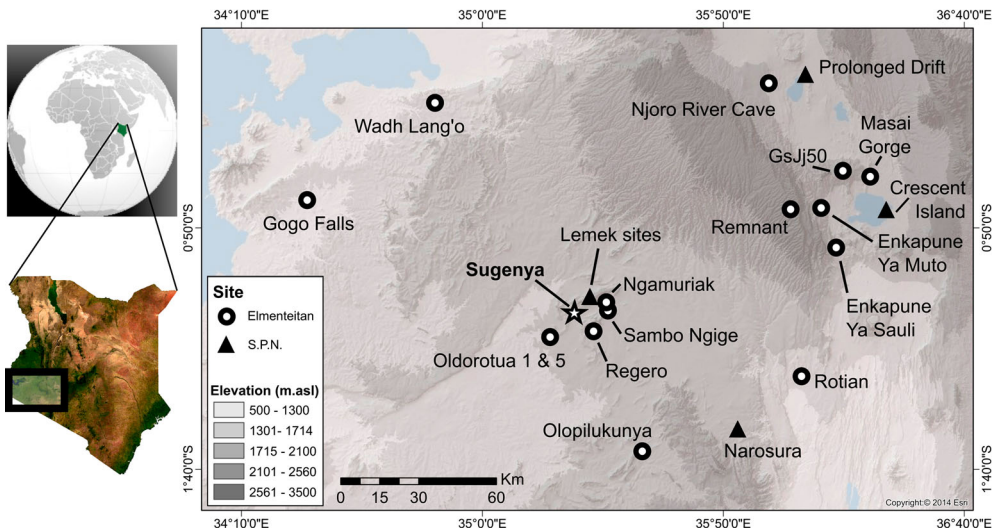 34°10'0"E
35°0'0"E
35°50'0"E
36°40'0"E
Prolonged Drift
Njoro River Cave
Wadh Lang'o
Masai
Gorge
GsJj50
Crescent
Island
Gogo Falls
Remnant
Enkapune
Ya Muto
Lemek sites
Sugenya
Ngamuriak
Enkapune
Ya Sauli
Sambo Ngige
Oldorotua 1 & 5
Regero
Rotian
Olopilukunya
Narosura
0°50'0"S
1°40'0"S
0°50'0"S
1°40'0"S
Site
Elmenteitan
S.P.N.
Elevation (m.asl)
500 - 1300
1301 - 1714
1715 - 2100
2101 - 2560
2561 - 3500
Km
0 15 30 60
Copyright:© 2014 Esri
34°10'0"E
35°0'0"E
35°50'0"E
36°40'0"E